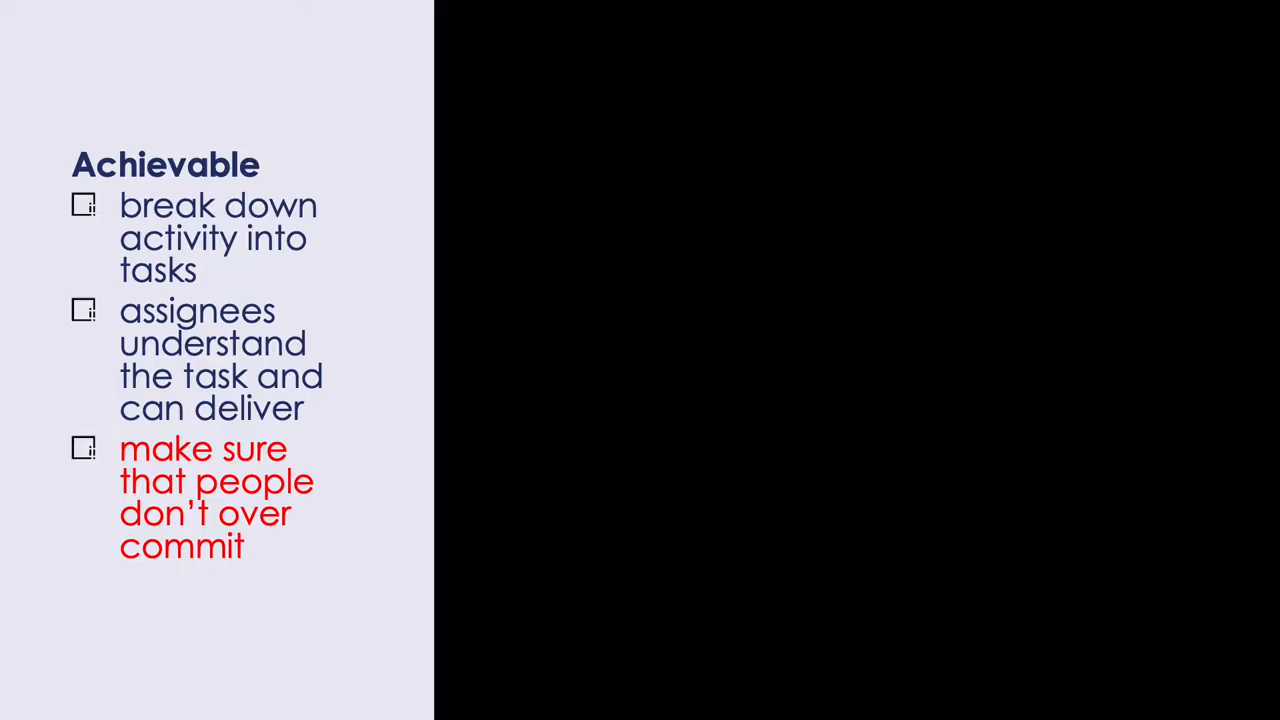 Achievable
break down
activity into
tasks
assignees
understand
the task and
can deliver
make sure
that people
don’t over
commit